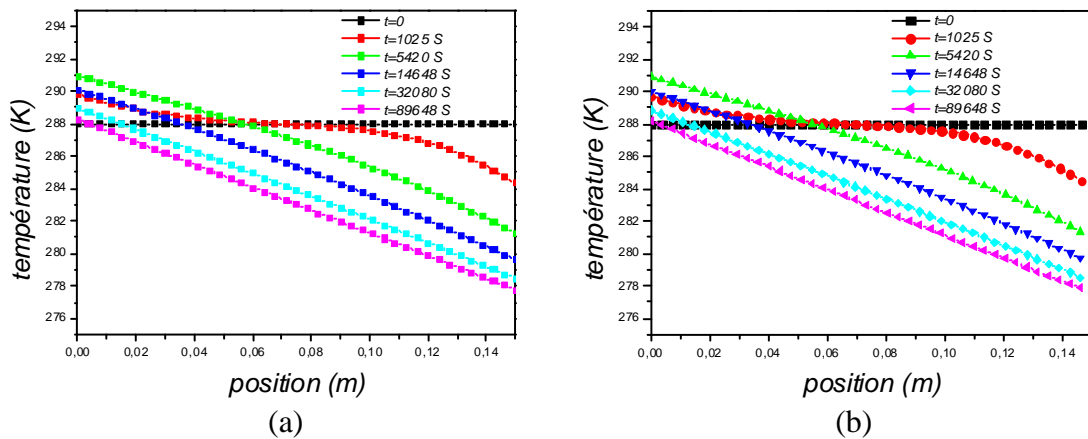 294
292
290
288
286
284
282
280
278
276
température (K)
t=0
t=1025 S
t=5420 S
t=14648 S
t=32080 S
t=89648 S
0,00 0,02 0,04 0,06 0,08 0,10 0,12 0,14
position (m)
(a)
294
292
290
288
286
284
282
280
278
276
température (K)
t=0
t=1025 S
t=5420 S
t=14648 S
t=32080 S
t=89648 S
0,00 0,02 0,04 0,06 0,08 0,10 0,12 0,14
position (m)
(b)